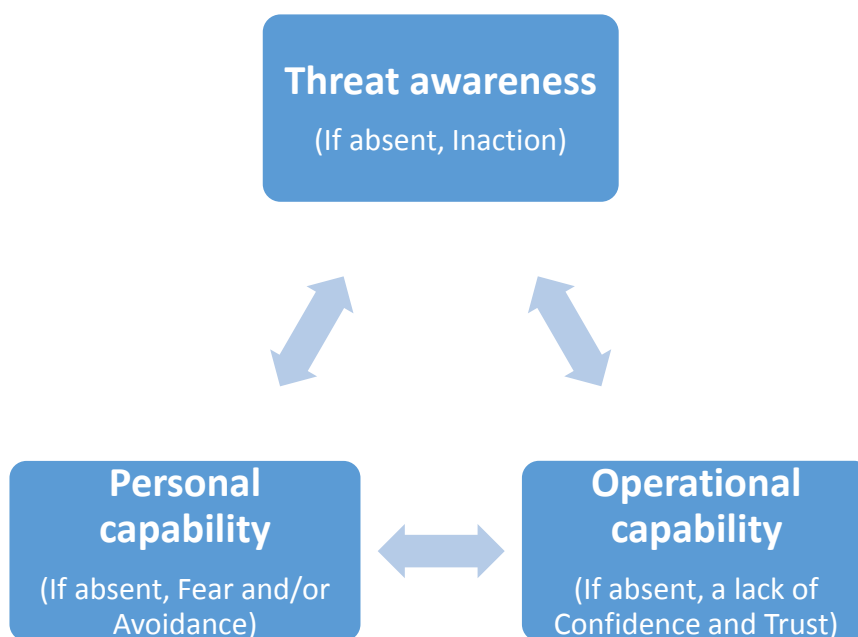 Threat awareness
(If absent, Inaction)
Personal
capability
(If absent, Fear and/or
Avoidance)
Operational
capability
(If absent, a lack of
Confidence and Trust)